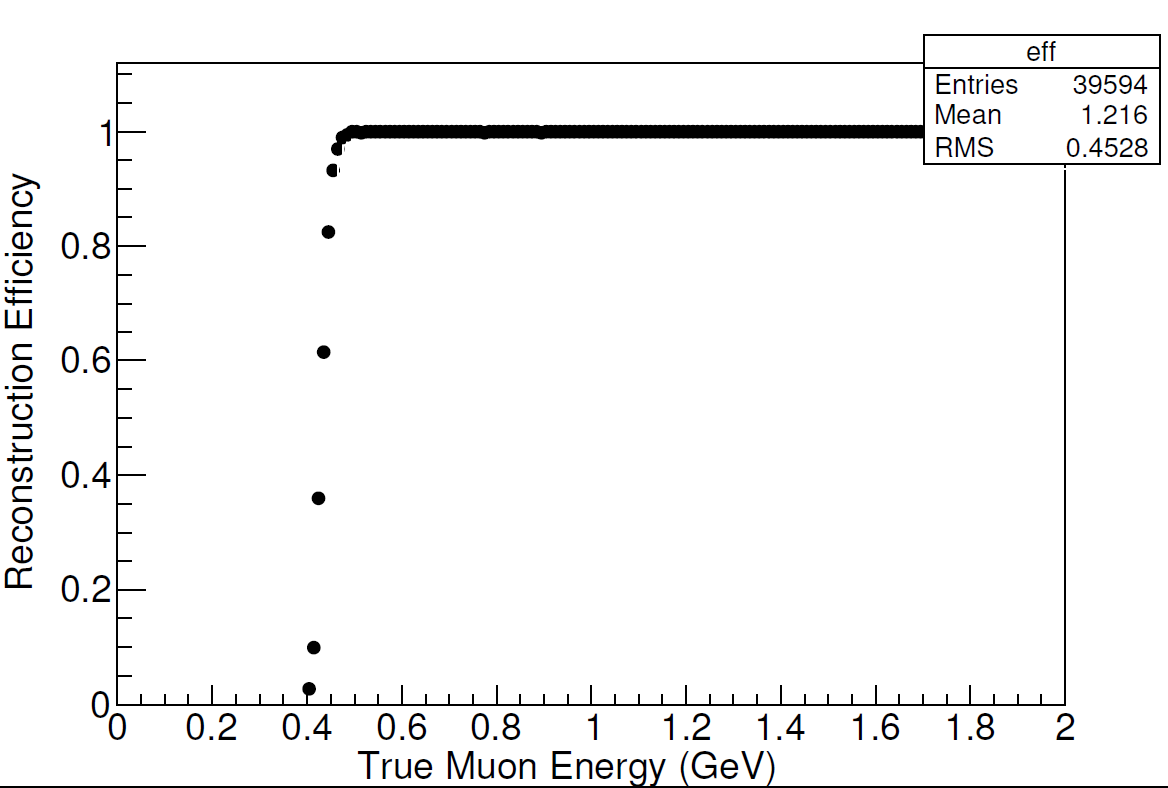 eff
Entries 39594
Mean 1.216
RMS 0.4528
Reconstruction Efficiency
1
0.8
0.6
0.4
0.2
0
0 0.2 0.4 0.6 0.8 1 1.2 1.4 1.6 1.8 2
True Muon Energy (GeV)